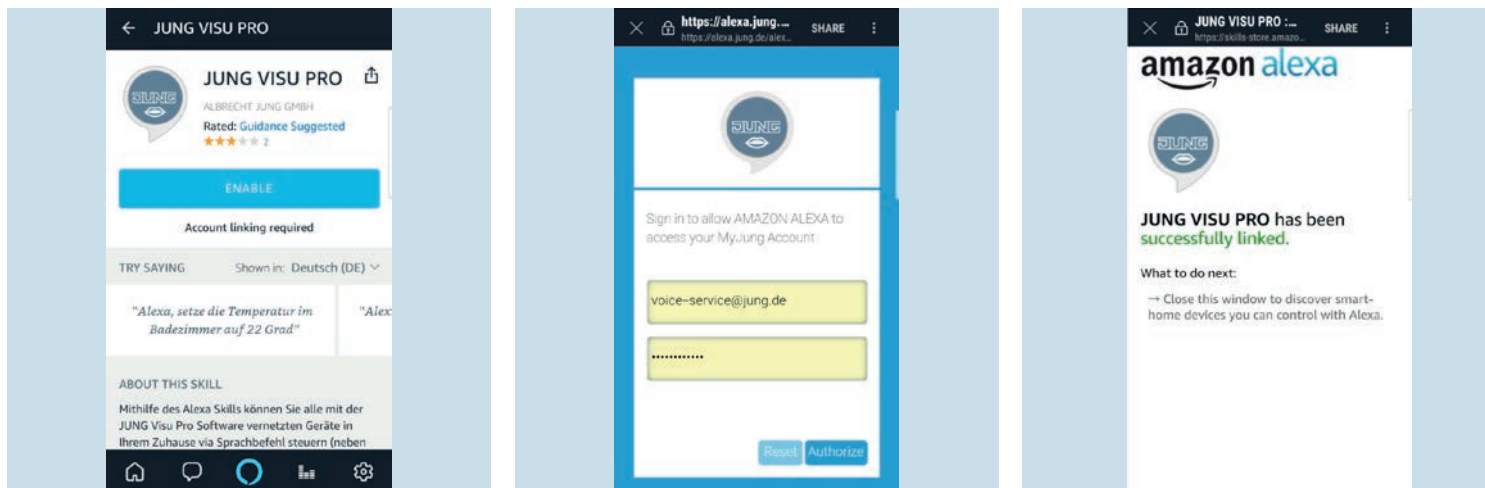 JUNG VISU PRO
JUNG
JUNG VISU PRO
ALBRECHT JUNG GMBH
Rated: Guidance Suggested
2
ENABLE
Account linking required
TRY SAYING
Shown in: Deutsch (DE)
"Alexa, setze die Temperatur im
Badezimmer auf 22 Grad"
"Alex
ABOUT THIS SKILL
Mithilfe des Alexa Skills können Sie alle mit der
JUNG Visu Pro Software vernetzten Geräte in
Ihrem Zuhause via Sprachbefehl steuern (neben
https://alexa.jung....
https://alexa.jung.de/alex...
SHARE
JUNG
Sign in to allow AMAZON ALEXA to
access your MyJung Account
voice-service@jung.de
••••••••••••
Reset
Authorize
JUNG VISU PRO :...
https://skills-store.amazo...
SHARE
amazon alexa
JUNG
JUNG VISU PRO has been
successfully linked.
What to do next:
→ Close this window to discover smart-
home devices you can control with Alexa.